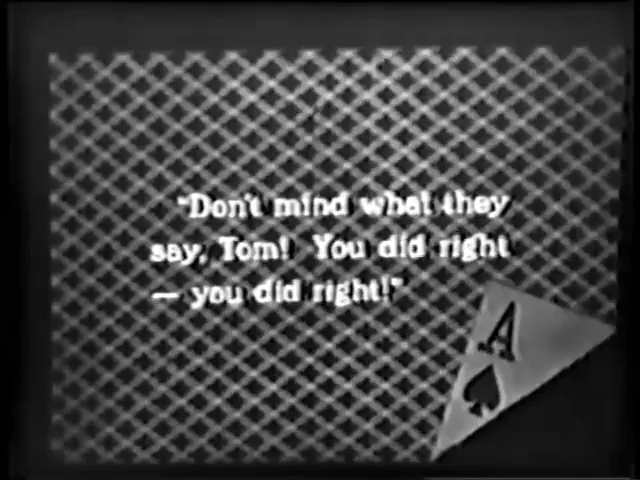 "Don't mind what they
say, Tom! You did right
— you did right!"
A